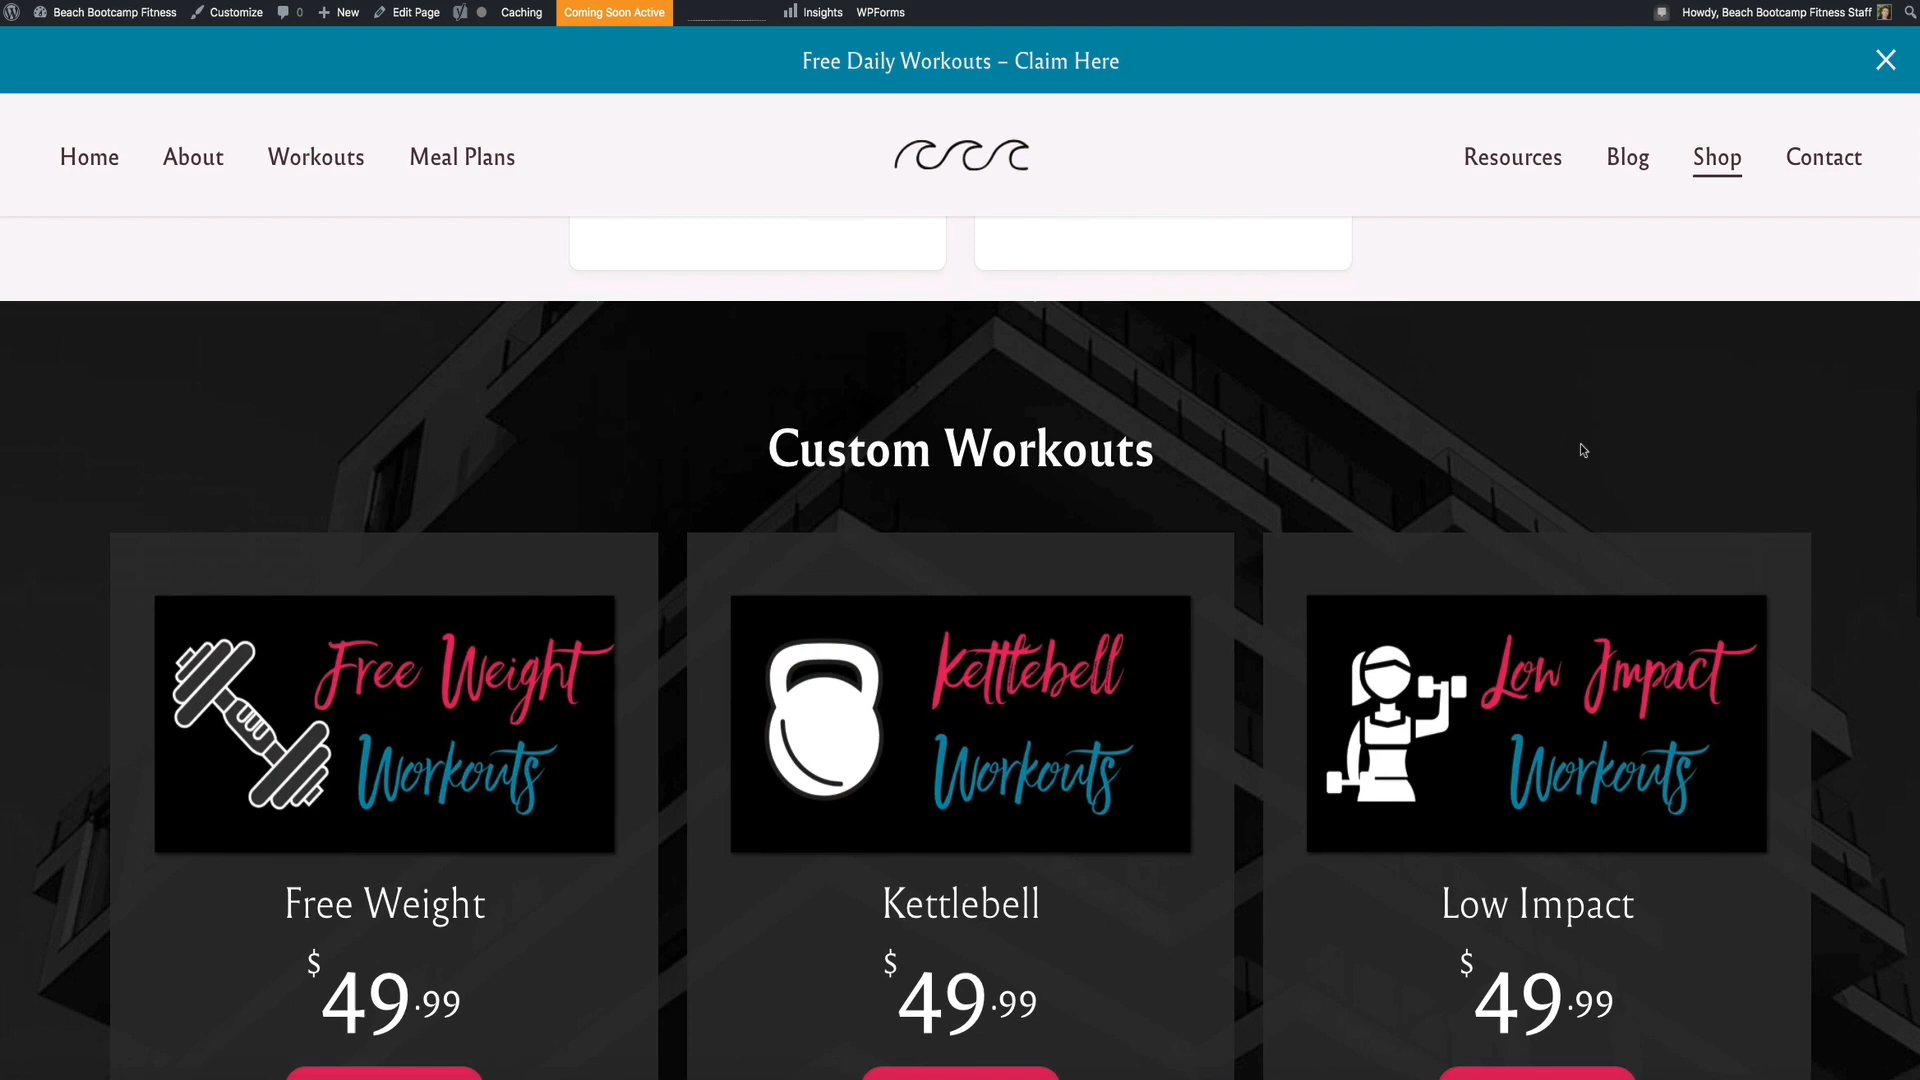 Beach Bootcamp Fitness Customize 0 New Edit Page Caching Coming Soon Active Insights WPForms Howdy, Beach Bootcamp Fitness Staff
Free Daily Workouts – Claim Here
Home About Workouts Meal Plans Resources Blog Shop Contact
Custom Workouts
Free Weight
Workouts
Kettlebell
Workouts
Low Impact
Workouts
Free Weight
$49.99
Kettlebell
$49.99
Low Impact
$49.99